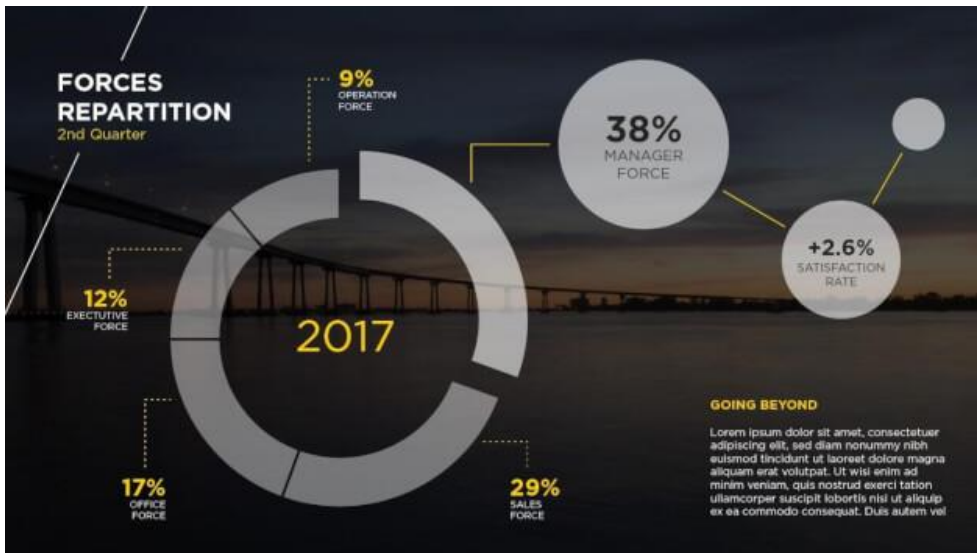 FORCES
REPARTITION
2nd Quarter
9%
OPERATION
FORCE
38%
MANAGER
FORCE
+2.6%
SATISFACTION
RATE
12%
EXECTUTIVE
FORCE
2017
17%
OFFICE
FORCE
29%
SALES
FORCE
GOING BEYOND
Lorem ipsum dolor sit amet, consectetuer
adipiscing elit, sed diam nonummy nibh
euismod tincidunt ut laoreet dolore magna
aliquam erat volutpat. Ut wisi enim ad
minim veniam, quis nostrud exerci tation
ullamcorper suscipit lobortis nisl ut aliquip
ex ea commodo consequat. Duis autem vel